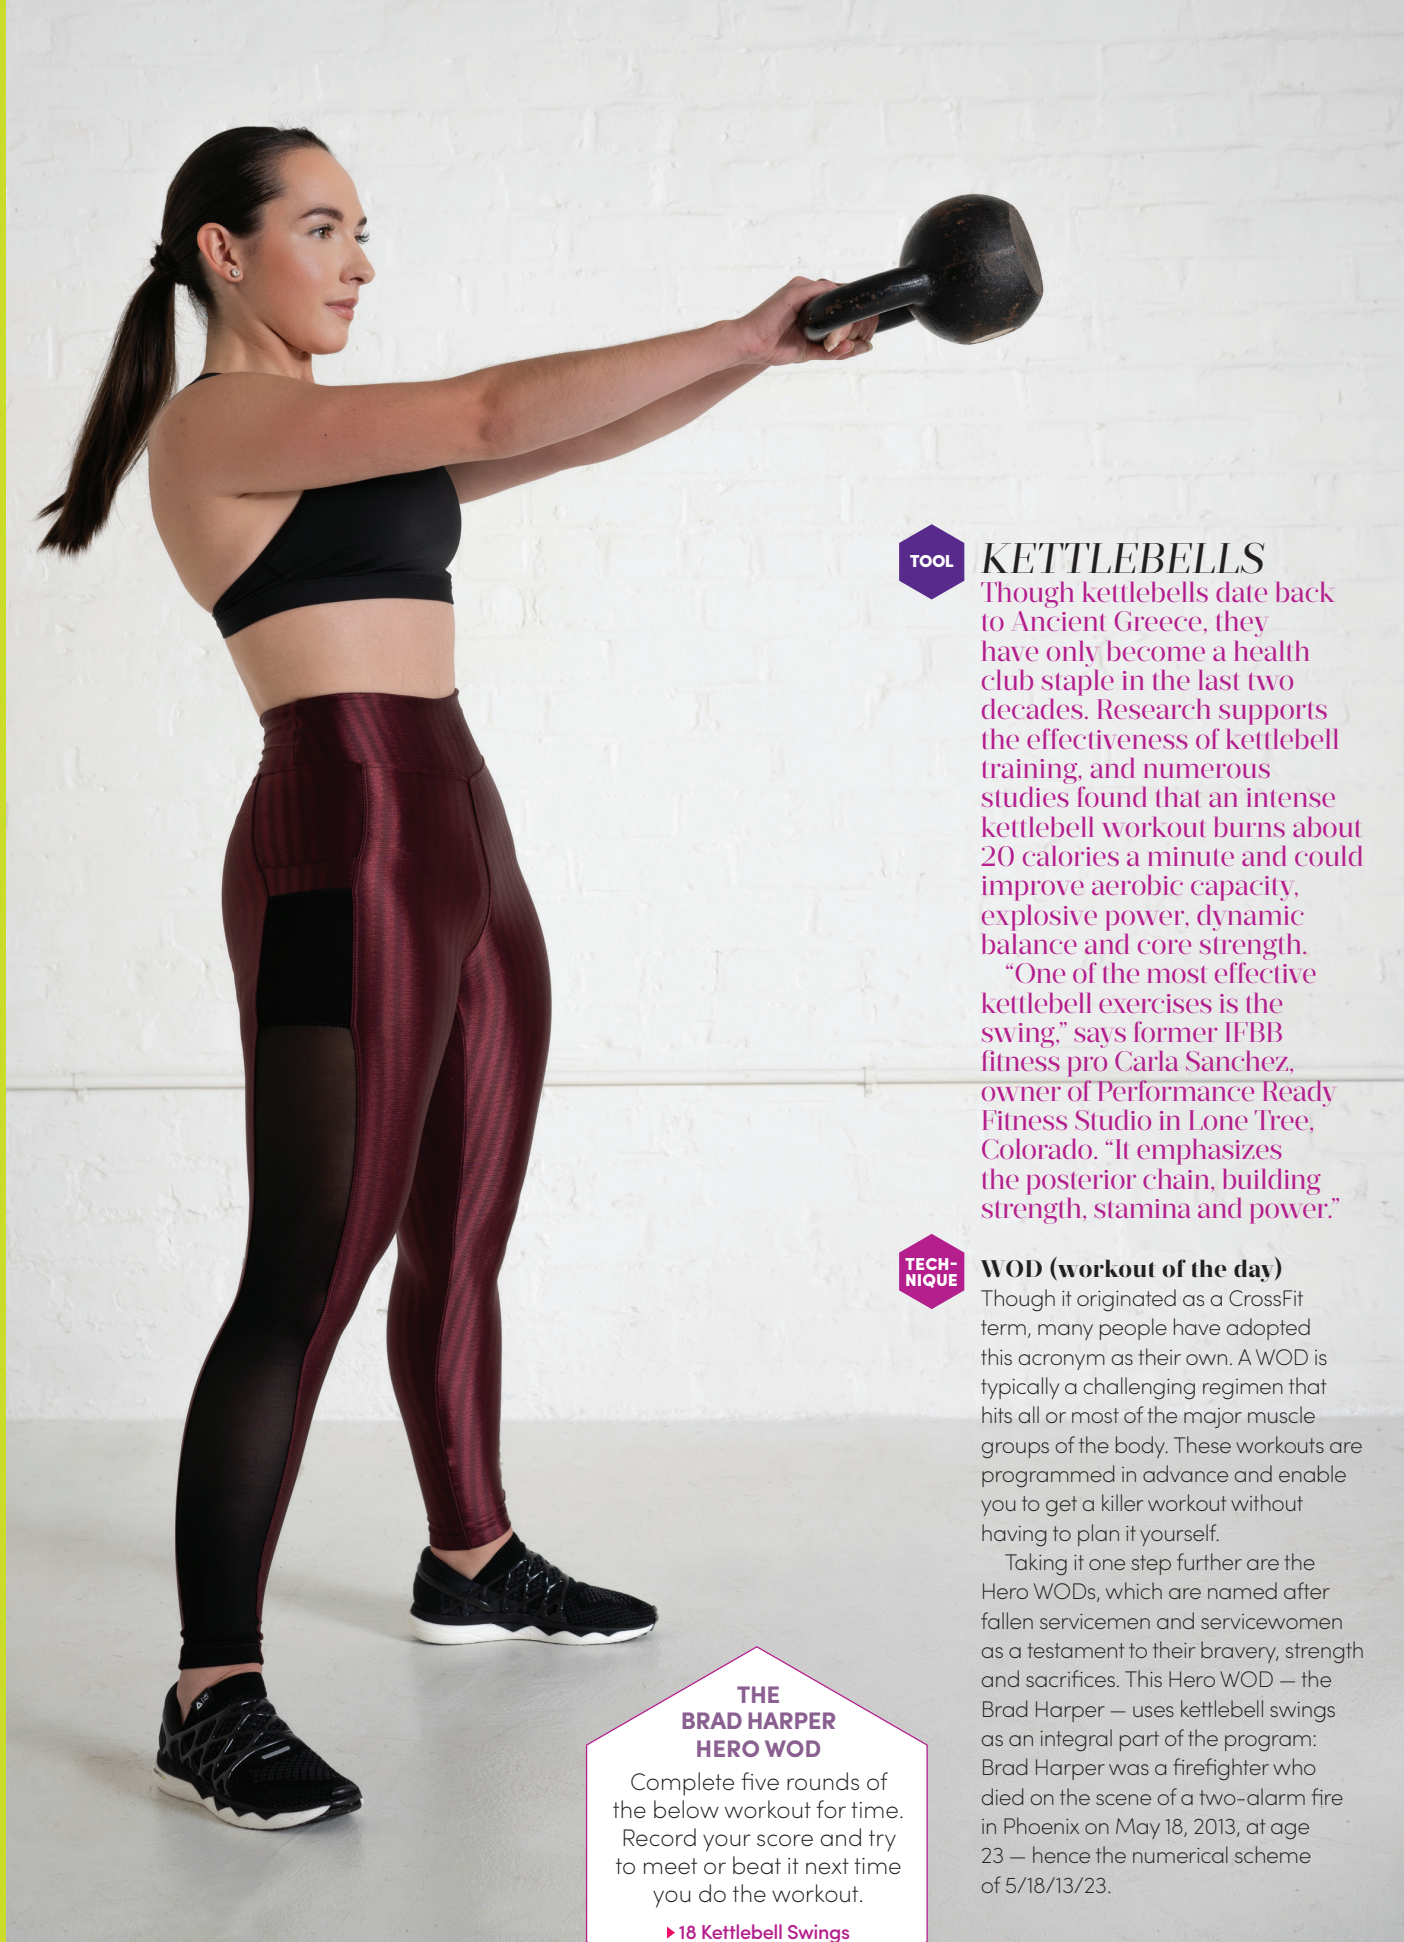 TOOL
KETTLEBELLS
Though kettlebells date back
to Ancient Greece, they
have only become a health
club staple in the last two
decades. Research supports
the effectiveness of kettlebell
training, and numerous
studies found that an intense
kettlebell workout burns about
20 calories a minute and could
improve aerobic capacity,
explosive power, dynamic
balance and core strength.
“One of the most effective
kettlebell exercises is the
swing,” says former IFBB
fitness pro Carla Sanchez,
owner of Performance Ready
Fitness Studio in Lone Tree,
Colorado. “It emphasizes
the posterior chain, building
strength, stamina and power.”
TECH-
NIQUE
WOD (workout of the day)
Though it originated as a CrossFit
term, many people have adopted
this acronym as their own. A WOD is
typically a challenging regimen that
hits all or most of the major muscle
groups of the body. These workouts are
programmed in advance and enable
you to get a killer workout without
having to plan it yourself.
Taking it one step further are the
Hero WODs, which are named after
fallen servicemen and servicewomen
as a testament to their bravery, strength
and sacrifices. This Hero WOD — the
Brad Harper — uses kettlebell swings
as an integral part of the program:
Brad Harper was a firefighter who
died on the scene of a two-alarm fire
in Phoenix on May 18, 2013, at age
23 — hence the numerical scheme
of 5/18/13/23.
THE
BRAD HARPER
HERO WOD
Complete five rounds of
the below workout for time.
Record your score and try
to meet or beat it next time
you do the workout.
18 Kettlebell Swings